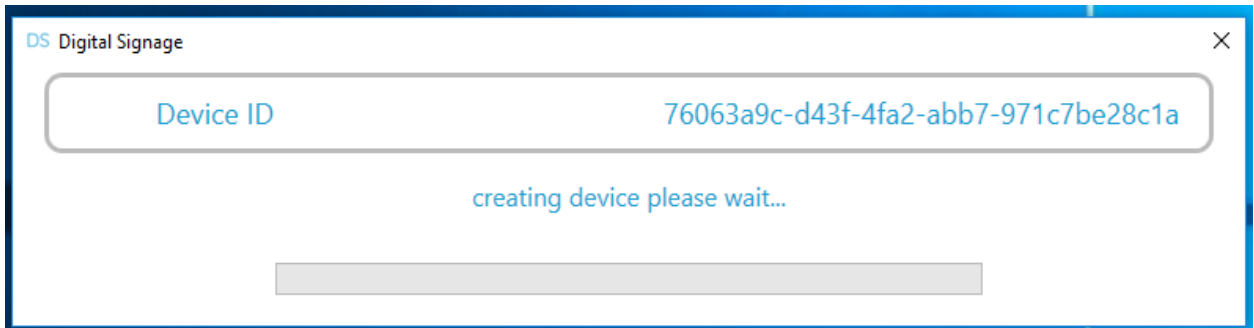 DS Digital Signage
Device ID 76063a9c-d43f-4fa2-abb7-971c7be28c1a
creating device please wait...